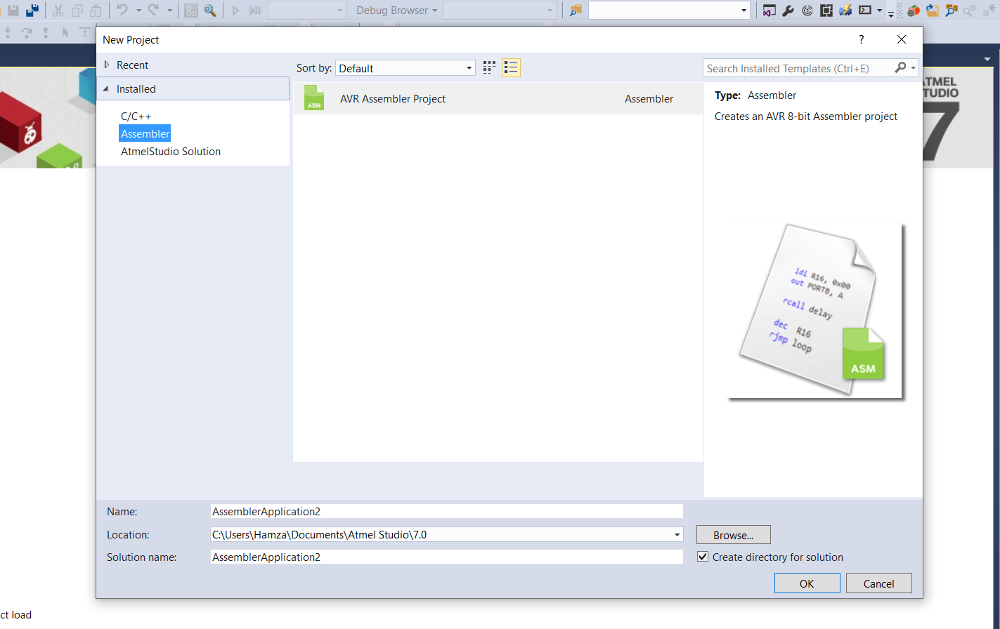 Debug Browser
New Project
?
Recent
Installed
C/C++
Assembler
AtmelStudio Solution
Sort by:
Default
ASM
AVR Assembler Project
Assembler
Search Installed Templates (Ctrl+E)
Type: Assembler
Creates an AVR 8-bit Assembler project
ATMEL
STUDIO
7
ldi R16, 0x00
out PORTB, A
rcall delay
dec R16
rjmp loop
ASM
Name:
AssemblerApplication2
Location:
C:\Users\Hamza\Documents\Atmel Studio\7.0
Browse...
Solution name:
AssemblerApplication2
Create directory for solution
OK
Cancel
ct load